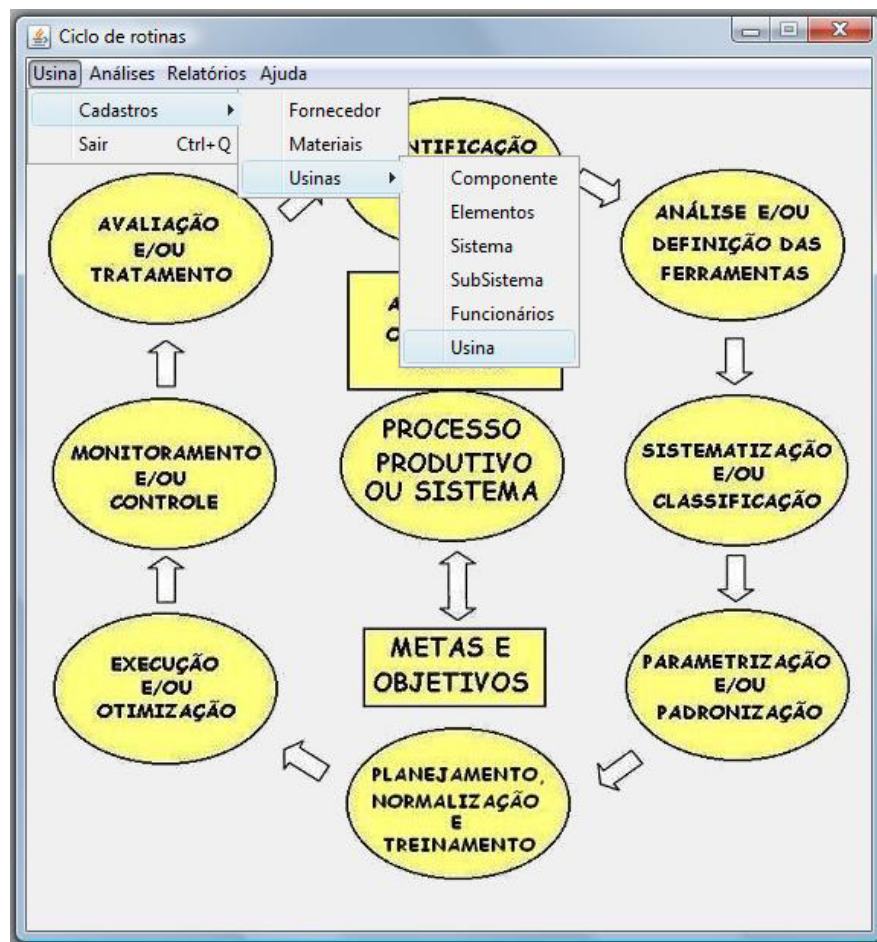 Ciclo de rotinas
Usina Análises Relatórios Ajuda
Cadastros
Sair Ctrl+Q
Fornecedor
Materiais
Usinas
Componente
Elementos
Sistema
SubSistema
Funcionários
Usina
ANÁLISE E/OU
DEFINIÇÃO DAS
FERRAMENTAS
SISTEMATIZAÇÃO
E/OU
CLASSIFICAÇÃO
PARAMETRIZAÇÃO
E/OU
PADRONIZAÇÃO
PLANEJAMENTO,
NORMALIZAÇÃO
E
TREINAMENTO
EXECUÇÃO
E/OU
OTIMIZAÇÃO
MONITORAMENTO
E/OU
CONTROLE
AVALIAÇÃO
E/OU
TRATAMENTO
PROCESSO
PRODUTIVO
OU SISTEMA
METAS E
OBJETIVOS